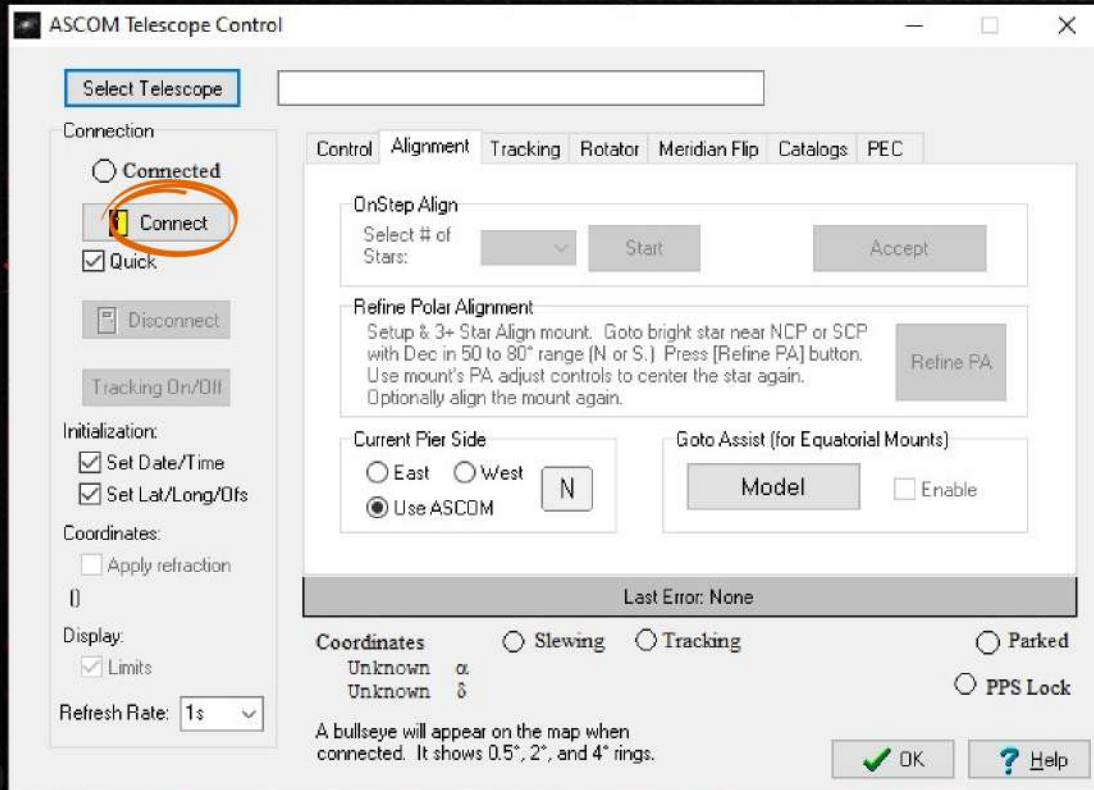 ASCOM Telescope Control
Select Telescope
Connection
Connected
Connect
Quick
Disconnect
Tracking On/Off
Initialization:
Set Date/Time
Set Lat/Long/Ofs
Coordinates:
Apply refraction
()
Display:
Limits
Refresh Rate: 1s
Control Alignment Tracking Rotator Meridian Flip Catalogs PEC
OnStep Align
Select # of
Stars:
Start
Accept
Refine Polar Alignment
Setup & 3+ Star Align mount. Goto bright star near NCP or SCP
with Dec in 50 to 80° range (N or S.) Press [Refine PA] button.
Use mount's PA adjust controls to center the star again.
Optionally align the mount again.
Refine PA
Current Pier Side
East West
Use ASCOM
N
Goto Assist (for Equatorial Mounts)
Model
Enable
Last Error: None
Coordinates Slewing Tracking Parked
Unknown α
Unknown δ
PPS Lock
A bullseye will appear on the map when
connected. It shows 0.5°, 2°, and 4° rings.
OK
Help